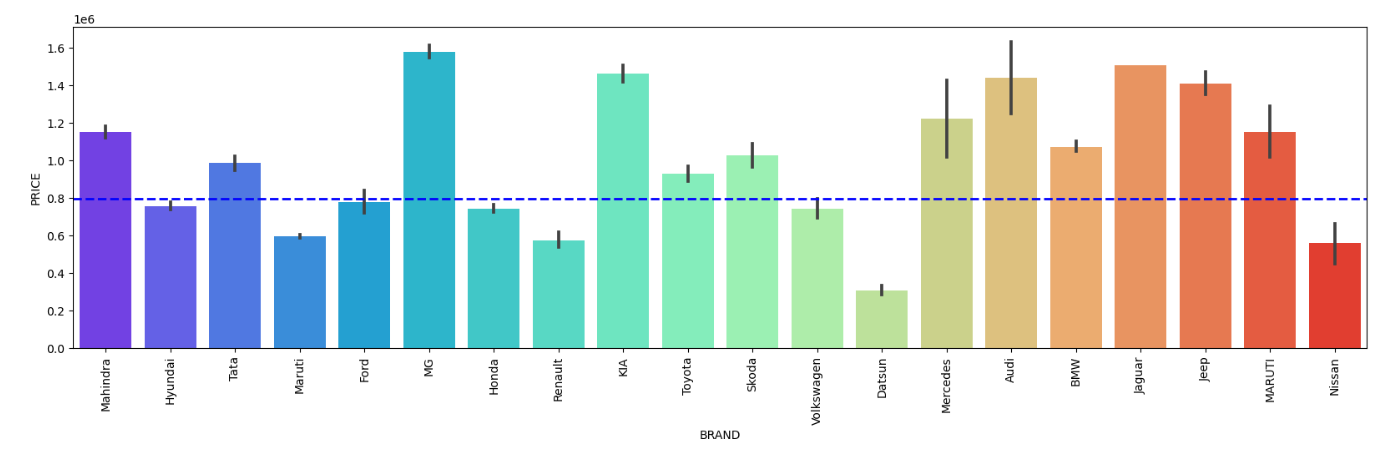 1e6
1.6
1.4
1.2
1.0
0.8
0.6
0.4
0.2
0.0
PRICE
Mahindra
Hyundai
Tata
Maruti
Ford
MG
Honda
Renault
KIA
Toyota
Skoda
Volkswagen
Datsun
Mercedes
Audi
BMW
Jaguar
Jeep
MARUTI
Nissan
BRAND